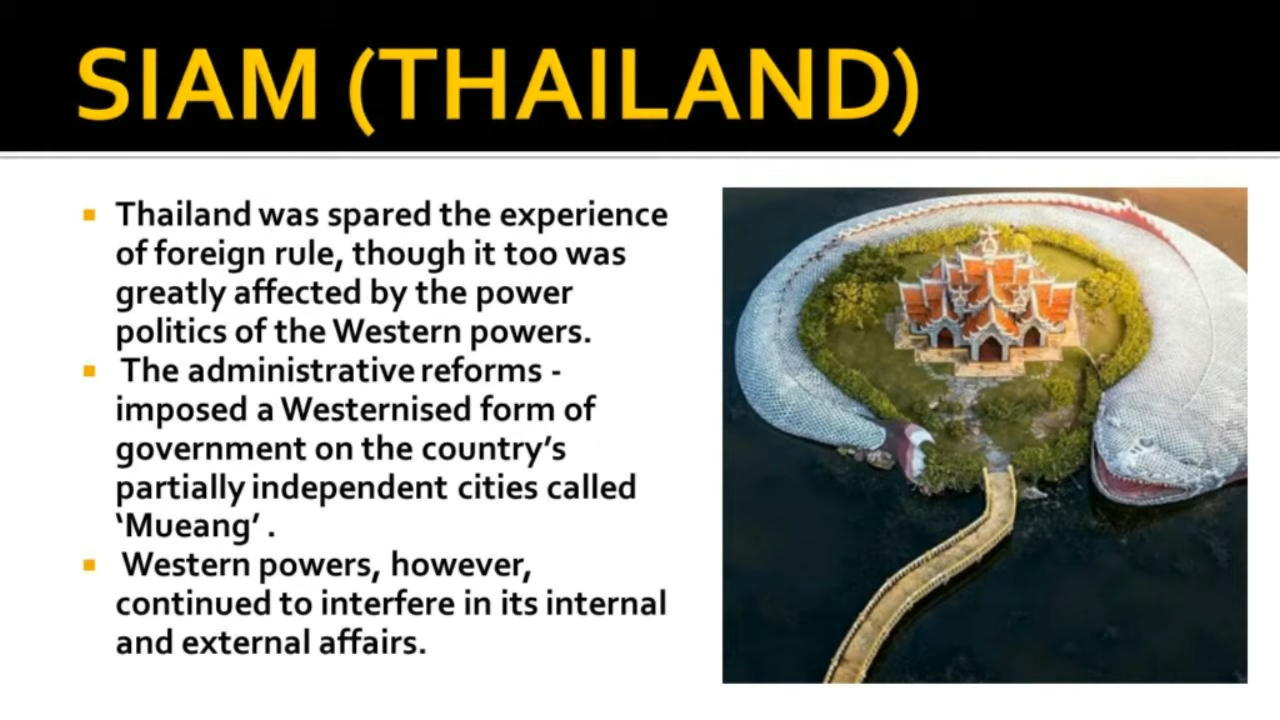 SIAM (THAILAND)
Thailand was spared the experience
of foreign rule, though it too was
greatly affected by the power
politics of the Western powers.
The administrative reforms -
imposed a Westernised form of
government on the country’s
partially independent cities called
‘Mueang’ .
Western powers, however,
continued to interfere in its internal
and external affairs.